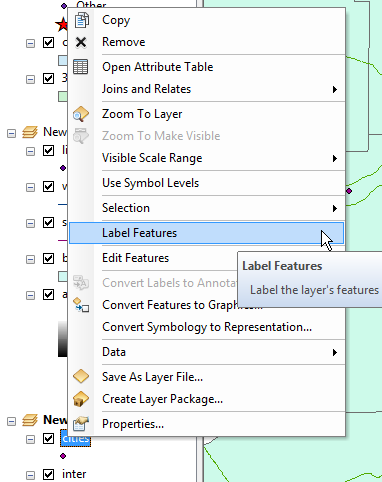 Other
Copy
Remove
Open Attribute Table
Joins and Relates
Zoom To Layer
Zoom To Make Visible
Visible Scale Range
Use Symbol Levels
Selection
Label Features
Edit Features
Label Features
Label the layer's features
Convert Labels to Annota
Convert Features to Graphics...
Convert Symbology to Representation...
Data
Save As Layer File...
Create Layer Package...
Properties...
3
New
li
w
s
b
a
New
cities
inter